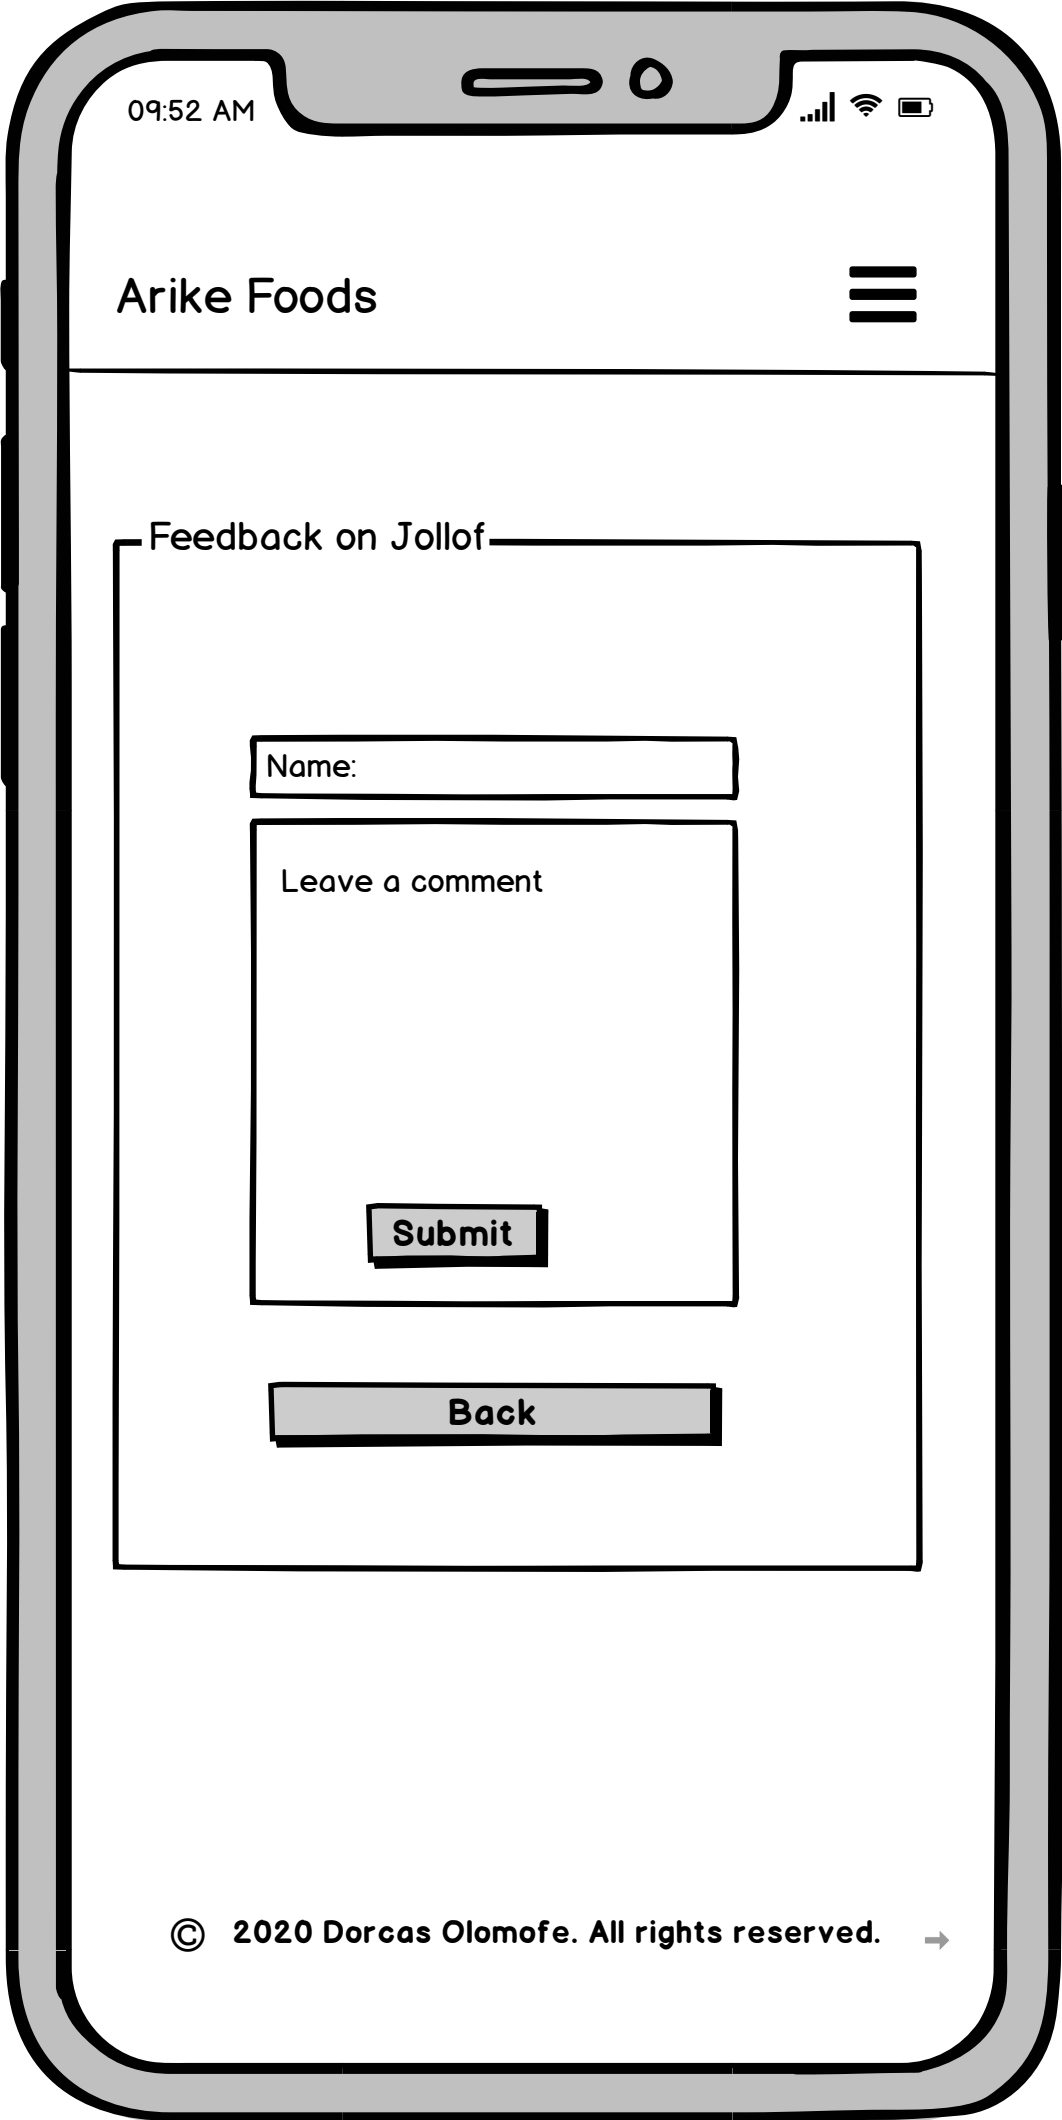 09:52 AM
Arike Foods
Feedback on Jollof
Name:
Leave a comment
Submit
Back
© 2020 Dorcas Olomofe. All rights reserved.